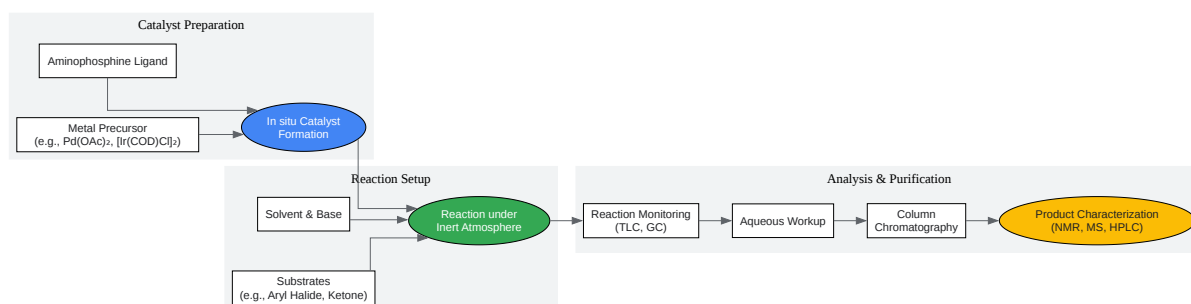 Catalyst Preparation
Aminophosphine Ligand
Metal Precursor
(e.g., Pd(OAc)₂, [Ir(COD)Cl]₂)
In situ Catalyst
Formation
Reaction Setup
Solvent & Base
Substrates
(e.g., Aryl Halide, Ketone)
Reaction under
Inert Atmosphere
Analysis & Purification
Reaction Monitoring
(TLC, GC)
Aqueous Workup
Column
Chromatography
Product Characterization
(NMR, MS, HPLC)